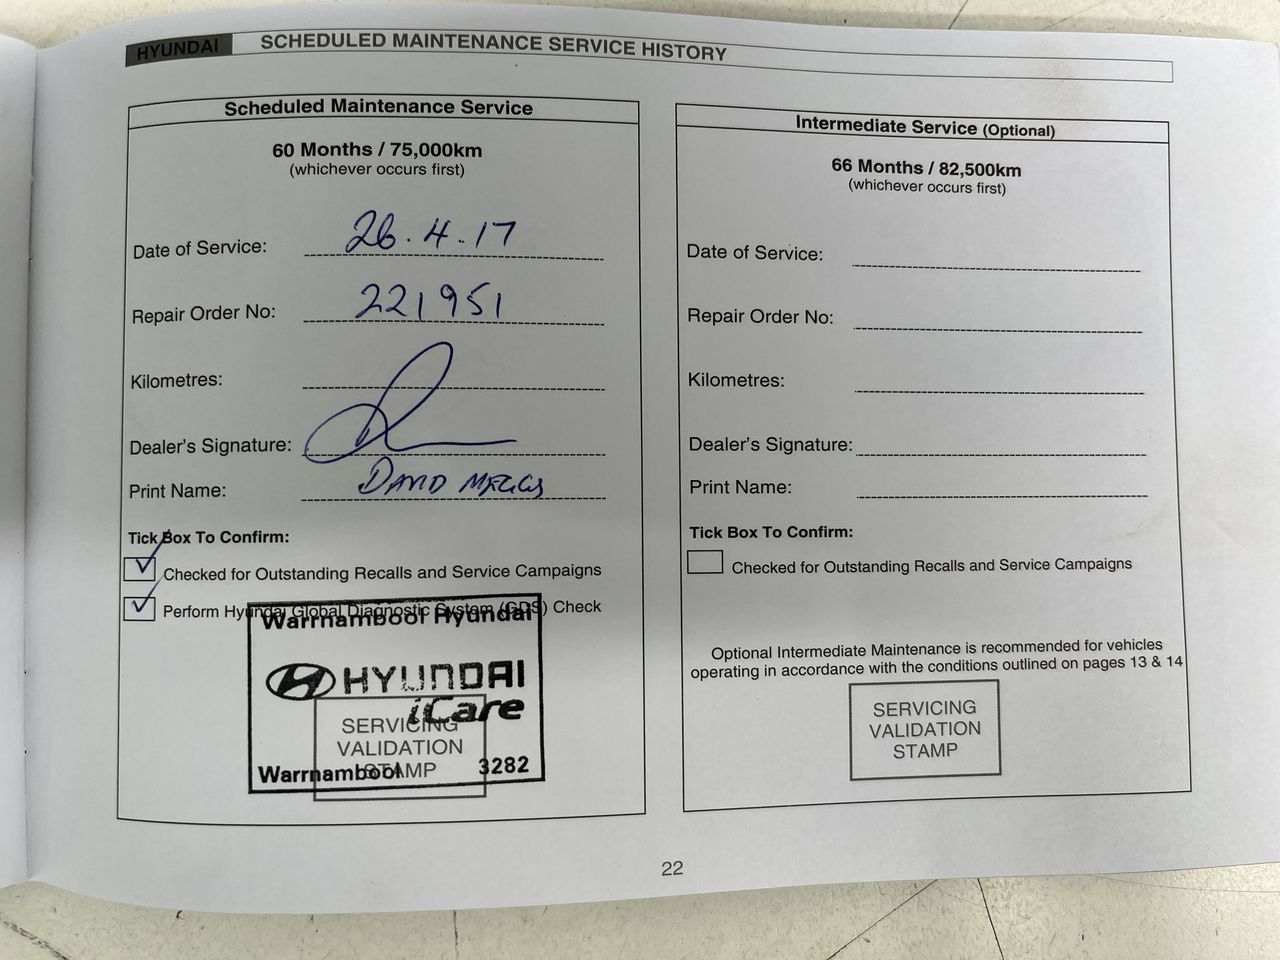 HYUNDAI SCHEDULED MAINTENANCE SERVICE HISTORY
Scheduled Maintenance Service
60 Months / 75,000km
(whichever occurs first)
Date of Service: 26.4.17
Repair Order No: 221951
Kilometres:
Dealer's Signature:
Print Name: DAVID MEGGS
Tick Box To Confirm:
Checked for Outstanding Recalls and Service Campaigns
Perform Hyundai Global Diagnostic System (GDS) Check
Warrnambool Hyundai
HYUNDAI
iCare
SERVICING
VALIDATION
STAMP
Warrnambool 3282
Intermediate Service (Optional)
66 Months / 82,500km
(whichever occurs first)
Date of Service:
Repair Order No:
Kilometres:
Dealer's Signature:
Print Name:
Tick Box To Confirm:
Checked for Outstanding Recalls and Service Campaigns
Optional Intermediate Maintenance is recommended for vehicles
operating in accordance with the conditions outlined on pages 13 & 14
SERVICING
VALIDATION
STAMP
22